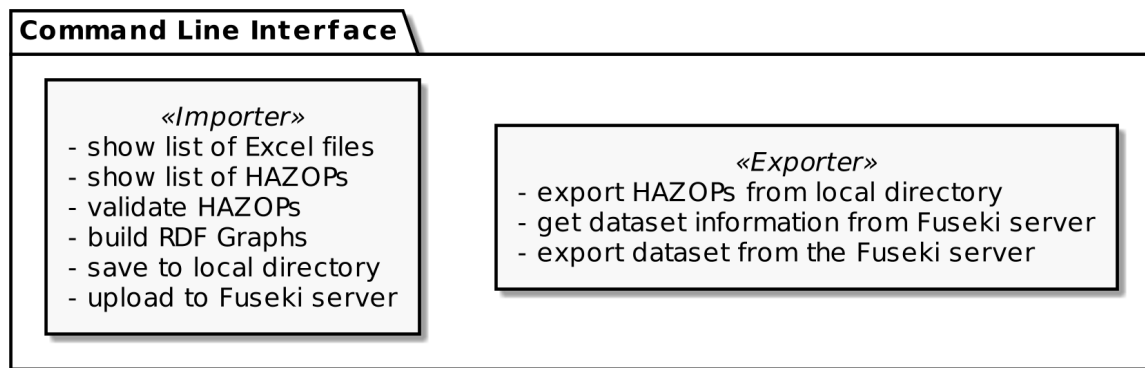 Command Line Interface
«Importer»
- show list of Excel files
- show list of HAZOPs
- validate HAZOPs
- build RDF Graphs
- save to local directory
- upload to Fuseki server
«Exporter»
- export HAZOPs from local directory
- get dataset information from Fuseki server
- export dataset from the Fuseki server